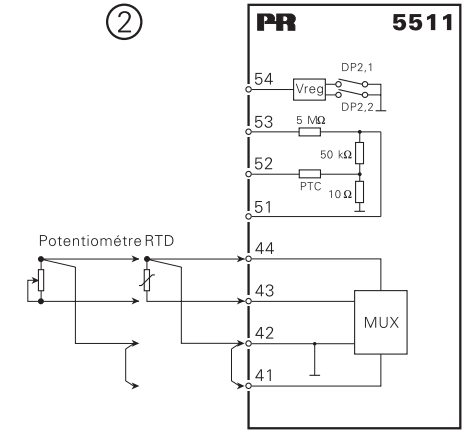 2
PR 5511
54
Vreg
DP2,1
DP2,2
53
5 MΩ
50 kΩ
52
PTC
10 Ω
51
Potentiométre RTD
44
43
MUX
42
41